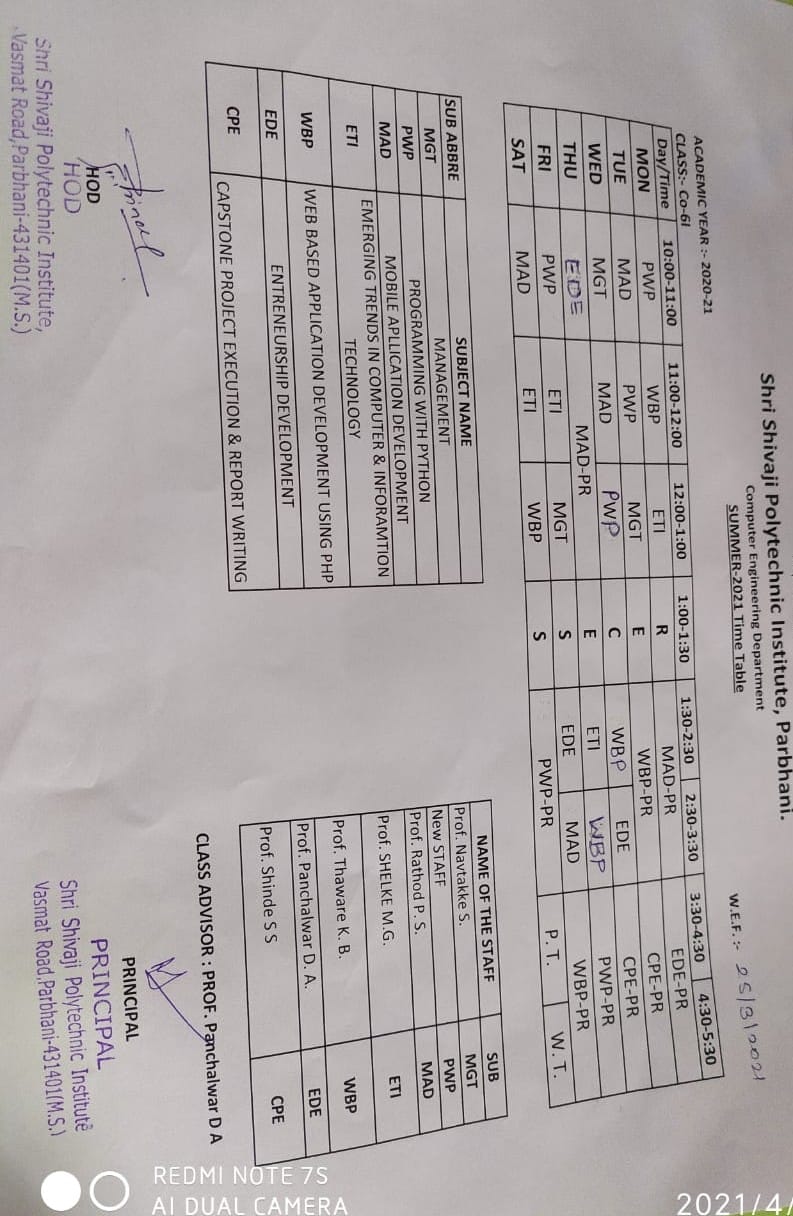 Shri Shivaji Polytechnic Institute, Parbhani.
Computer Engineering Department
SUMMER-2021 Time Table
W.E.F. :- 25/3/2021
ACADEMIC YEAR :- 2020-21
CLASS:- Co-6I
Day/Time 10:00-11:00 11:00-12:00 12:00-1:00 1:00-1:30 1:30-2:30 2:30-3:30 3:30-4:30 4:30-5:30
MON PWP WBP ETI R MAD-PR EDE-PR
TUE MAD PWP MGT E WBP-PR CPE-PR
WED MGT MAD PWP C WBP EDE CPE-PR
THU EDE MAD-PR E ETI WBP PWP-PR
FRI PWP ETI MGT S EDE MAD WBP-PR
SAT MAD ETI WBP S PWP-PR P. T. W. T.
SUB ABBRE SUBJECT NAME
MGT MANAGEMENT
PWP PROGRAMMING WITH PYTHON
MAD MOBILE APLLICATION DEVELOPMENT
ETI EMERGING TRENDS IN COMPUTER & INFORAMTION
TECHNOLOGY
WBP WEB BASED APPLICATION DEVELOPMENT USING PHP
EDE ENTRENEURSHIP DEVELOPMENT
CPE CAPSTONE PROJECT EXECUTION & REPORT WRITING
NAME OF THE STAFF SUB
Prof. Navtakke S. MGT
New STAFF PWP
Prof. Rathod P. S. MAD
Prof. SHELKE M.G. ETI
Prof. Thaware K. B. WBP
Prof. Panchalwar D. A. EDE
Prof. Shinde S S CPE
CLASS ADVISOR : PROF. Panchalwar D A
HOD
HOD
Shri Shivaji Polytechnic Institute,
Vasmat Road,Parbhani-431401(M.S.)
PRINCIPAL
PRINCIPAL
Shri Shivaji Polytechnic Institute
Vasmat Road,Parbhani-431401(M.S.)
REDMI NOTE 7S
AI DUAL CAMERA
2021/4/